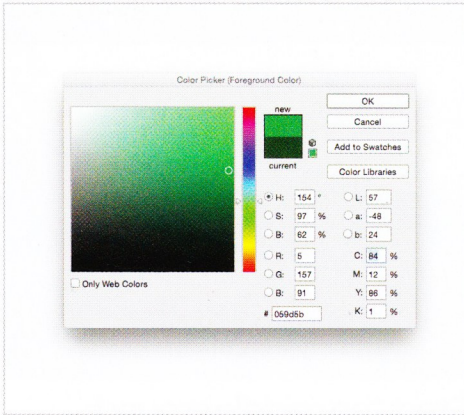 Color Picker (Foreground Color)
new
current
OK
Cancel
Add to Swatches
Color Libraries
H: 154 °
S: 97 %
B: 62 %
R: 5
G: 157
B: 91
# 059d5b
L: 57
a: -48
b: 24
C: 84 %
M: 12 %
Y: 86 %
K: 1 %
Only Web Colors